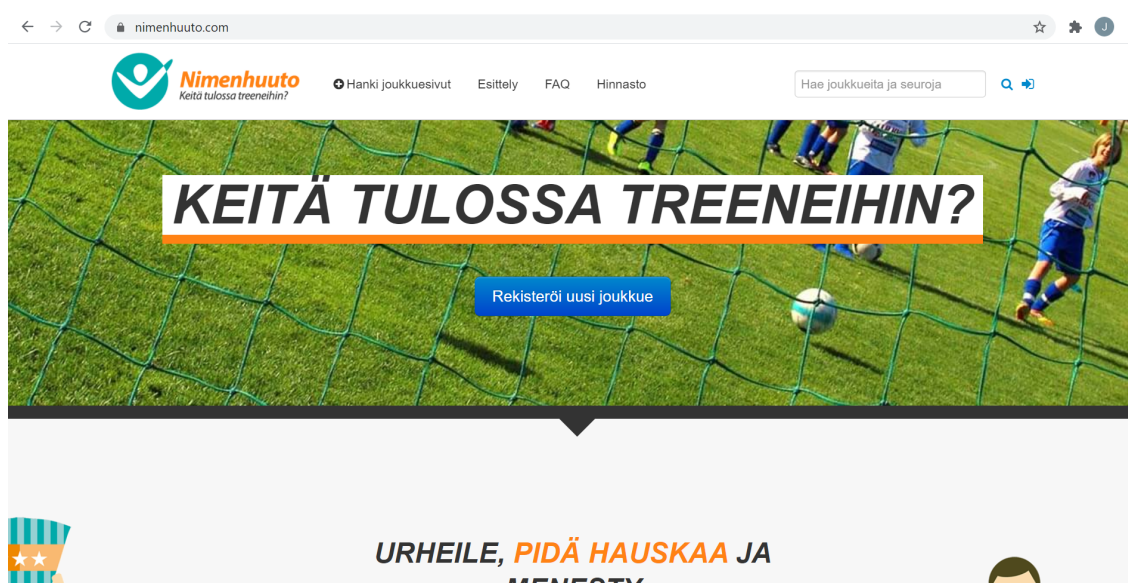 nimenhuuto.com
J
Nimenhuuto
Keitä tulossa treeneihin?
Hanki joukkuesivut Esittely FAQ Hinnasto
Hae joukkueita ja seuroja
KEITÄ TULOSSA TREENEIHIN?
Rekisteröi uusi joukkue
URHEILE, PIDÄ HAUSKAA JA
MENESTY